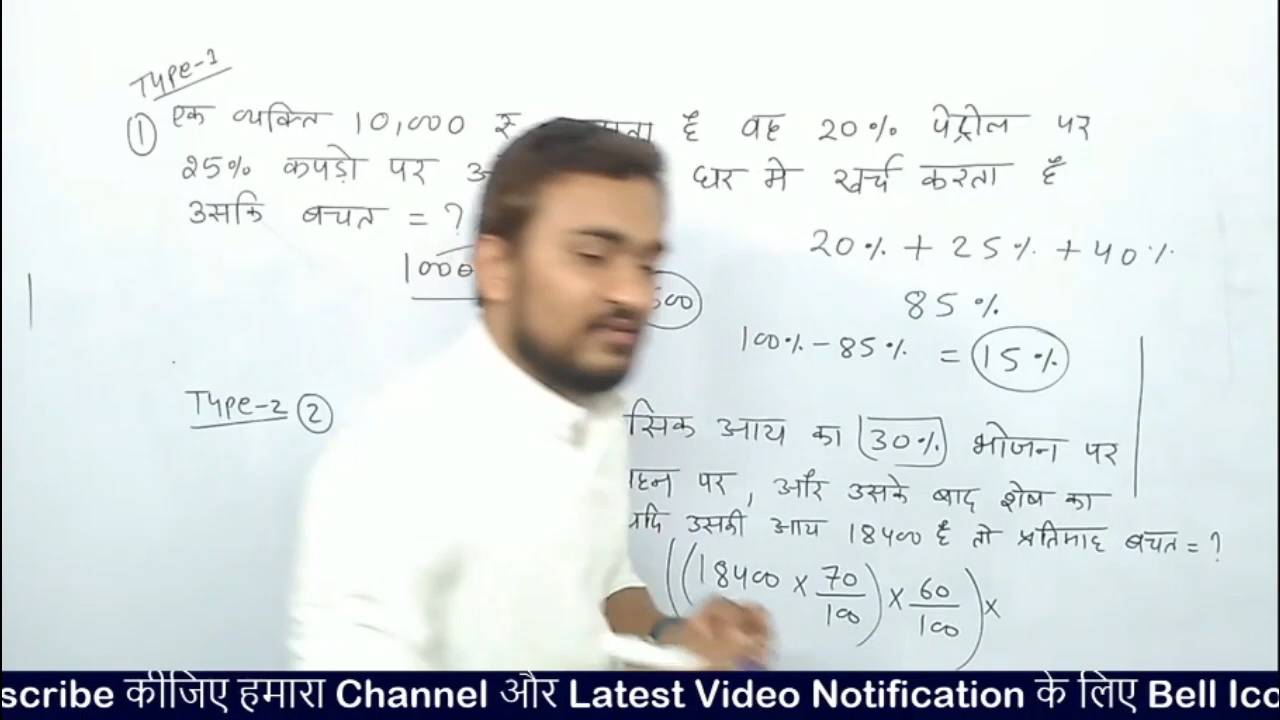 Type-1
① एक व्यक्ति 10,000 रु है वह 20% पेट्रोल पर
25% कपड़ो पर घर मे खर्च करता है
उसकि बचत = ?
20% + 25% + 40%
1000
85%
100% - 85% = 15%
Type-2 ② आय का 30% भोजन पर
पर, और उसके बाद शेष का
यदि उसकी आय 18400 है तो प्रतिमाह बचत = ?
((18400 × 70/100) × 60/100) ×
scribe कीजिए हमारा Channel और Latest Video Notification के लिए Bell Ico